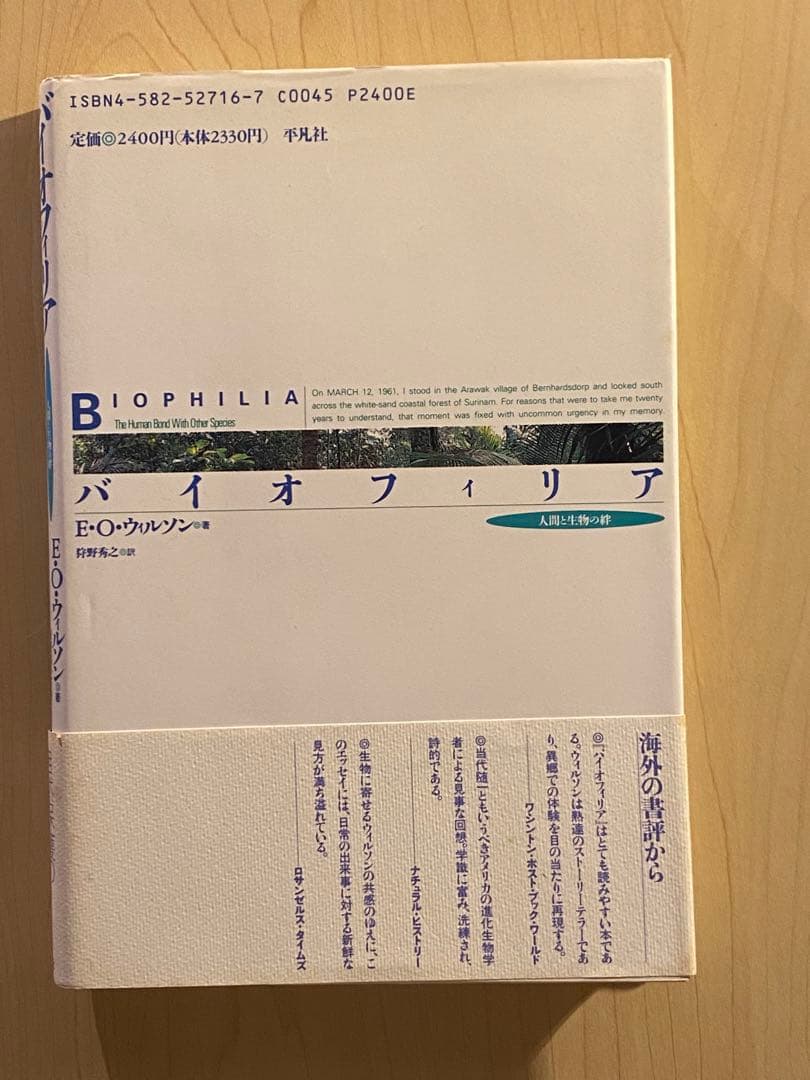 ISBN4-582-52716-7 C0045 P2400E
定価◎2400円(本体2330円) 平凡社
BIOPHILIA
The Human Bond With Other Species
On MARCH 12, 1961, I stood in the Arawak village of Bernhardsdorp and looked south
across the white-sand coastal forest of Surinam. For reasons that were to take me twenty
years to understand, that moment was fixed with uncommon urgency in my memory.
バイオフィリア
E・O・ウィルソン◎著
人間と生物の絆
狩野秀之◎訳
海外の書評から
◎『バイオフィリア』はとても読みやすい本であ
る。ウィルソンは熟達のストーリーテラーであ
り、異郷での体験を目の当たりに再現する。
ワシントン・ポスト・ブック・ワールド
◎当代随一ともいうべきアメリカの進化生物学
者による見事な回想。学識に富み、洗練され、
詩的である。
ナチュラル・ヒストリー
◎生物に寄せるウィルソンの共感のゆえに、こ
のエッセイには、日常の出来事に対する新鮮な
見方が満ち溢れている。
ロサンゼルス・タイムズ
バイオフィリア
E・O・ウィルソン◎著